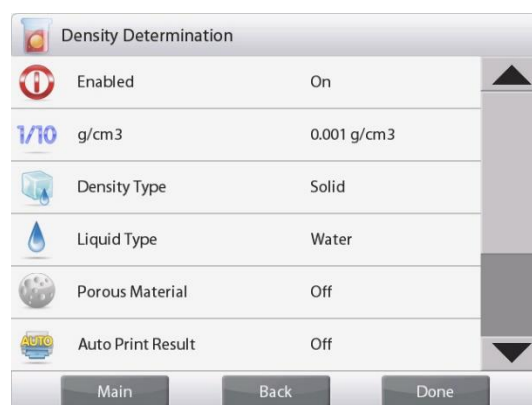 Density Determination
Enabled On
1/10 g/cm3 0.001 g/cm3
Density Type Solid
Liquid Type Water
Porous Material Off
AUTO Auto Print Result Off
Main Back Done